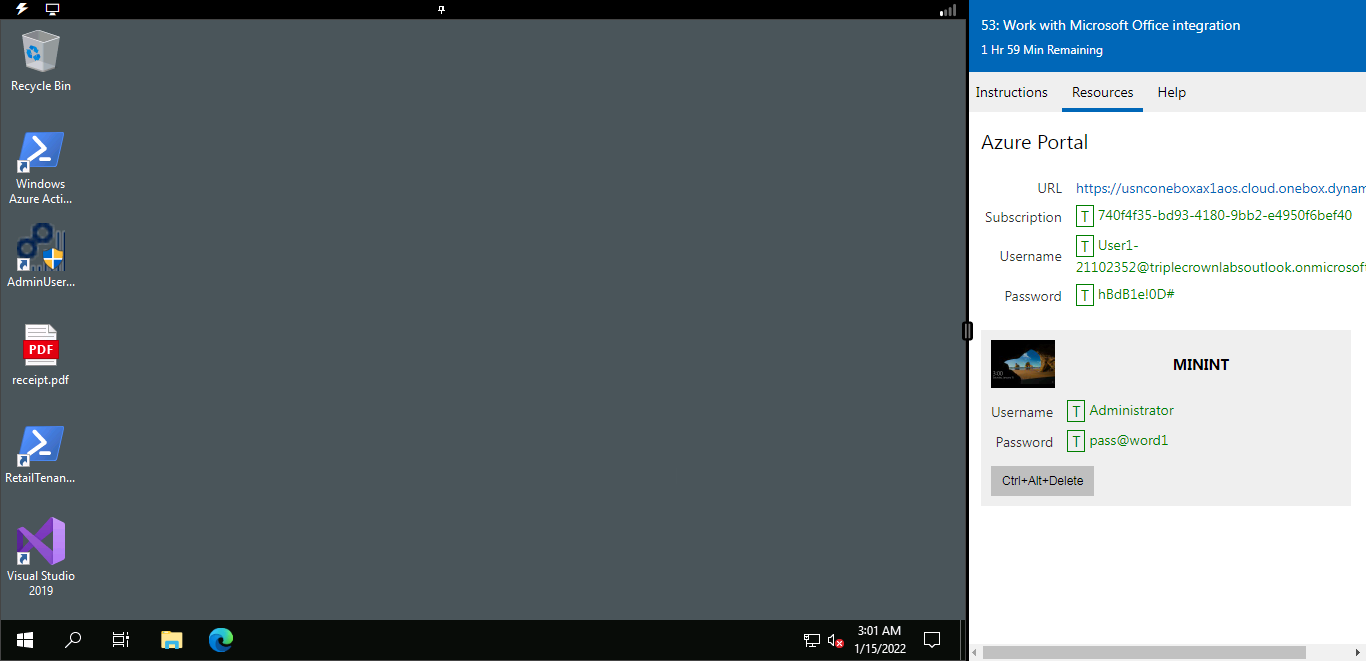 53: Work with Microsoft Office integration
1 Hr 59 Min Remaining
Instructions
Resources
Help
Azure Portal
URL
https://usnconeboxax1aos.cloud.onebox.dynam
Subscription
T 740f4f35-bd93-4180-9bb2-e4950f6bef40
Username
T User1-
21102352@triplecrownlabsoutlook.onmicrosoft
Password
T hBdB1e!0D#
MININT
Username
T Administrator
Password
T pass@word1
Ctrl+Alt+Delete
Recycle Bin
Windows
Azure Acti...
AdminUser...
PDF
receipt.pdf
RetailTenan...
Visual Studio
2019
3:01 AM
1/15/2022